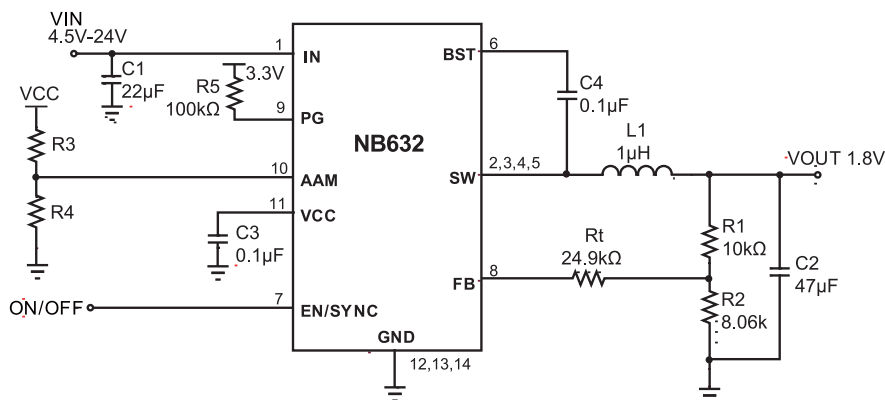 VIN
4.5V-24V
1
IN
C1
22µF
3.3V
R5
100kΩ
9
PG
VCC
R3
10
AAM
R4
11
VCC
C3
0.1µF
ON/OFF
7
EN/SYNC
NB632
GND
12,13,14
BST
6
C4
0.1µF
L1
1µH
SW
2,3,4,5
VOUT 1.8V
R1
10kΩ
Rt
24.9kΩ
FB
8
C2
47µF
R2
8.06k